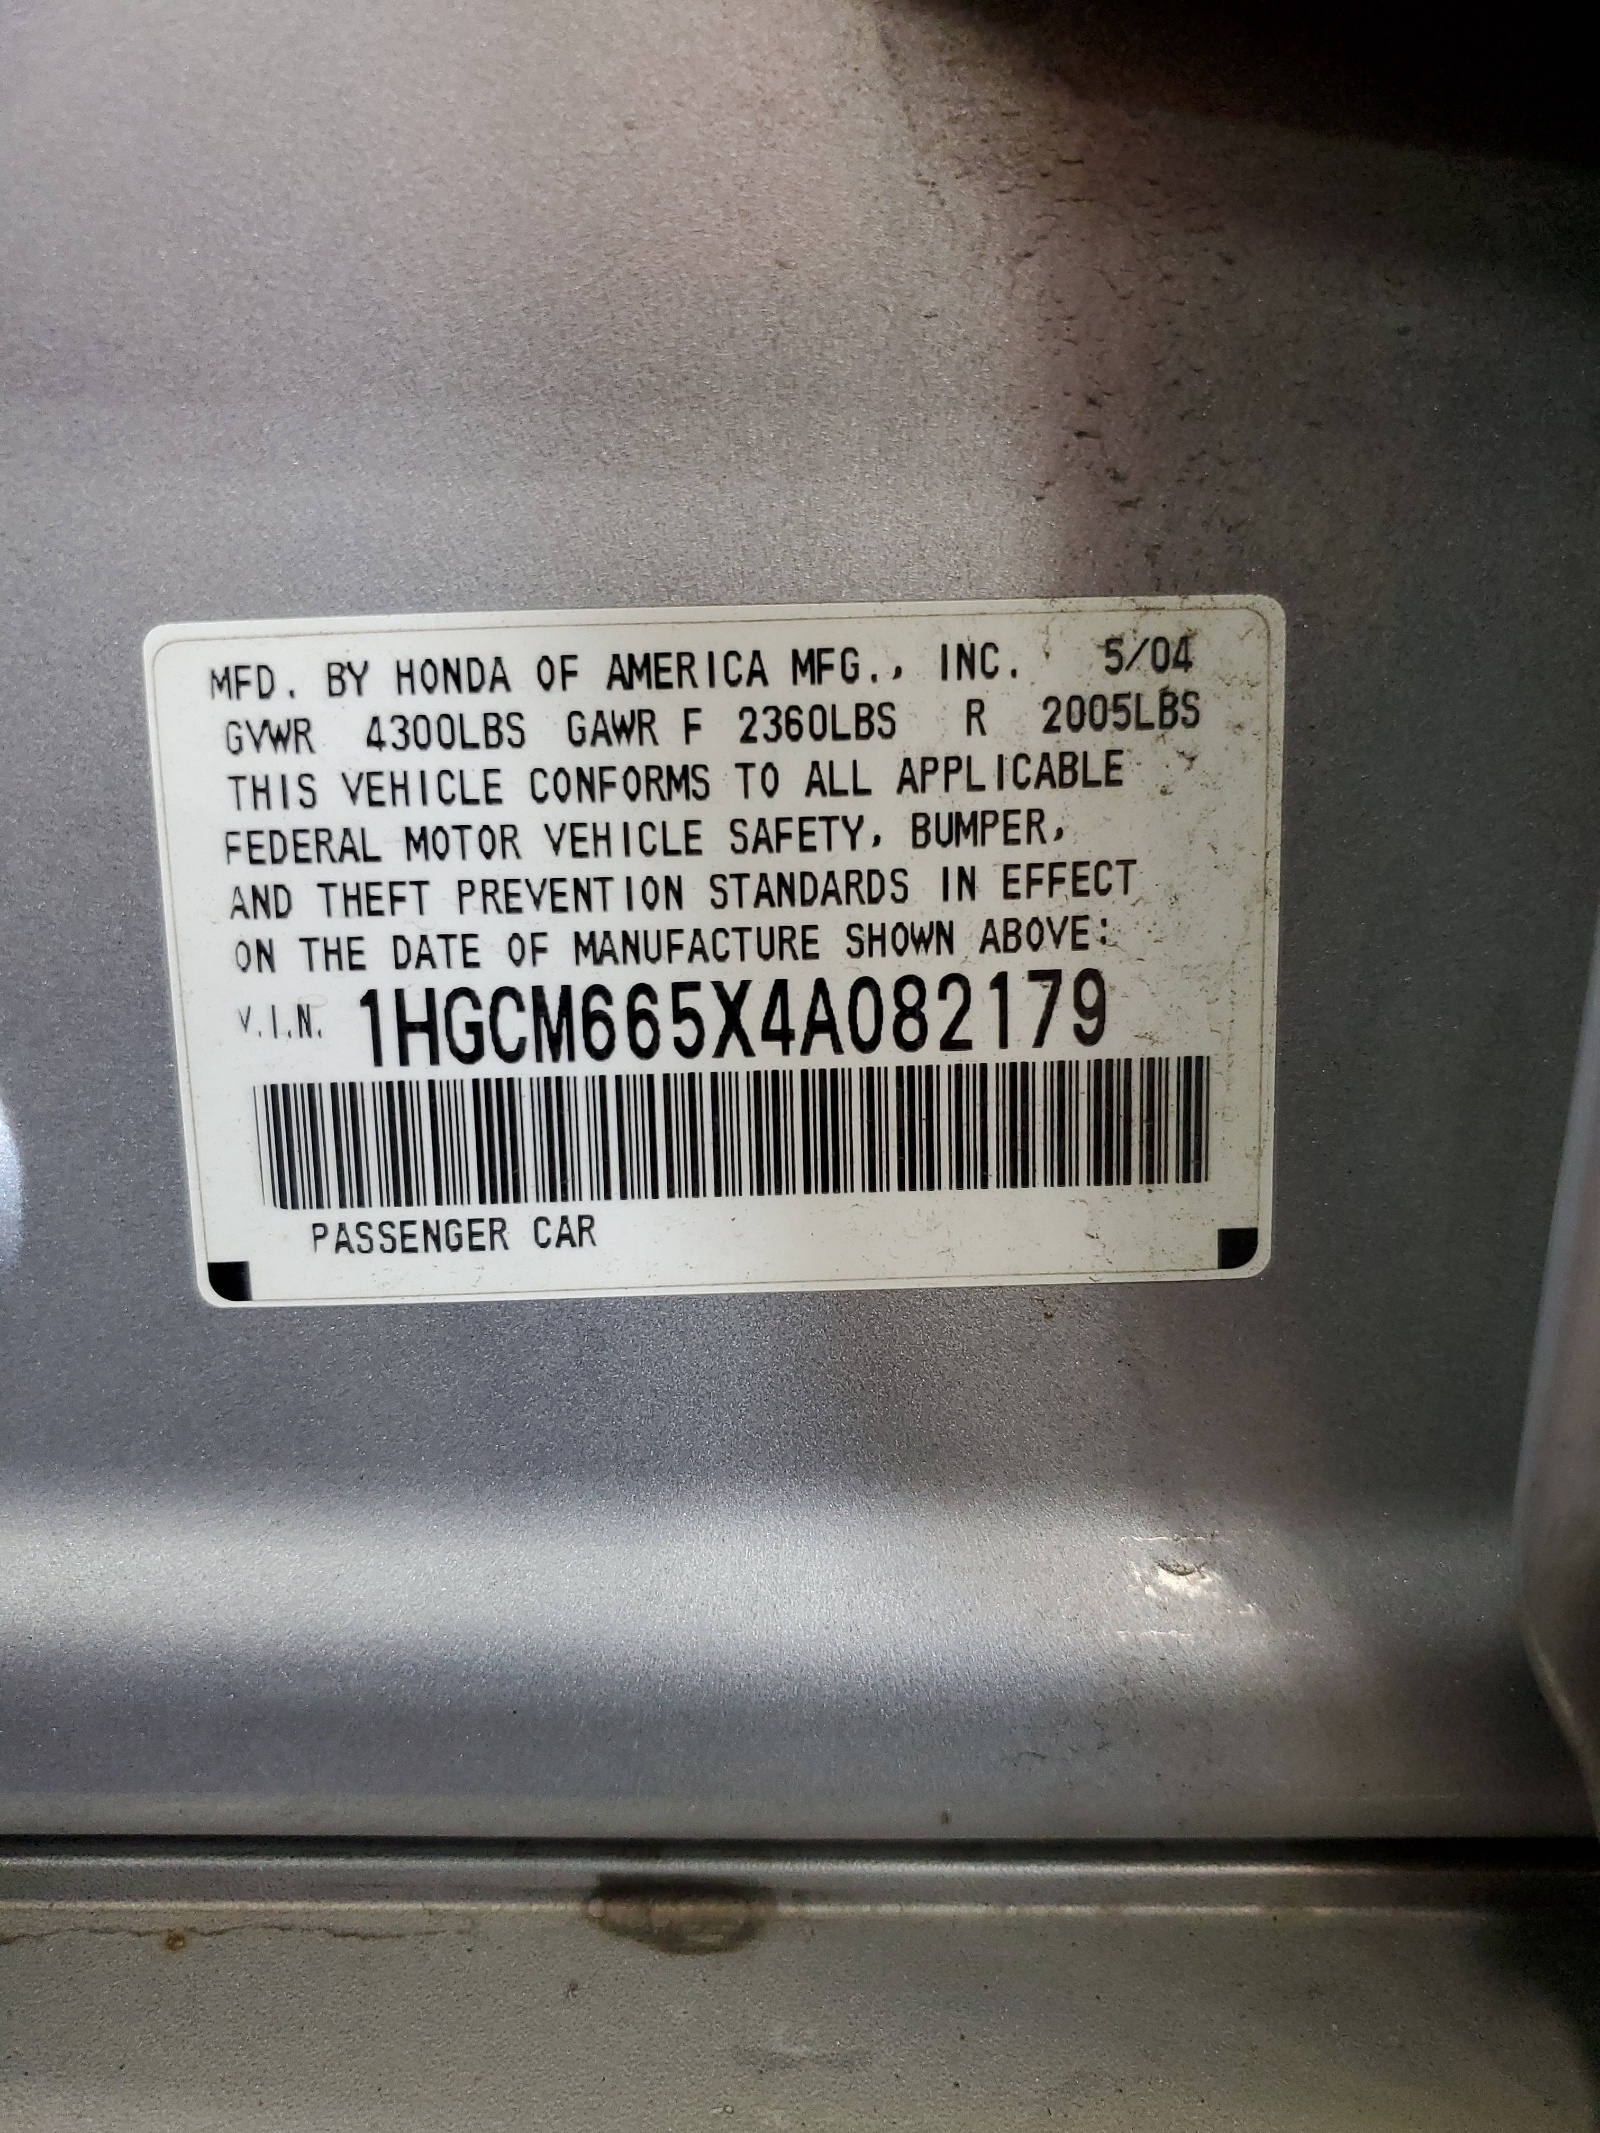 MFD. BY HONDA OF AMERICA MFG., INC. 5/04
GVWR 4300LBS GAWR F 2360LBS R 2005LBS
THIS VEHICLE CONFORMS TO ALL APPLICABLE
FEDERAL MOTOR VEHICLE SAFETY, BUMPER,
AND THEFT PREVENTION STANDARDS IN EFFECT
ON THE DATE OF MANUFACTURE SHOWN ABOVE:
V.I.N. 1HGCM665X4A082179
PASSENGER CAR